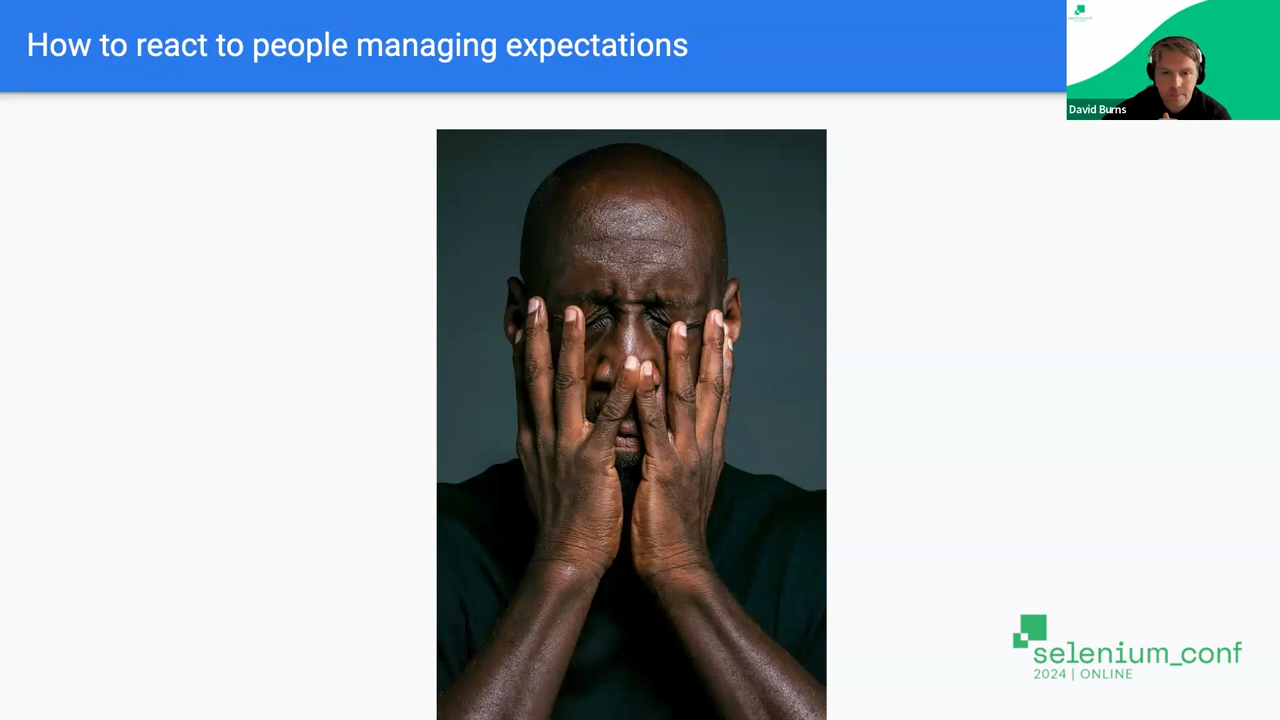 How to react to people managing expectations
David Burns
selenium_conf
2024 | ONLINE